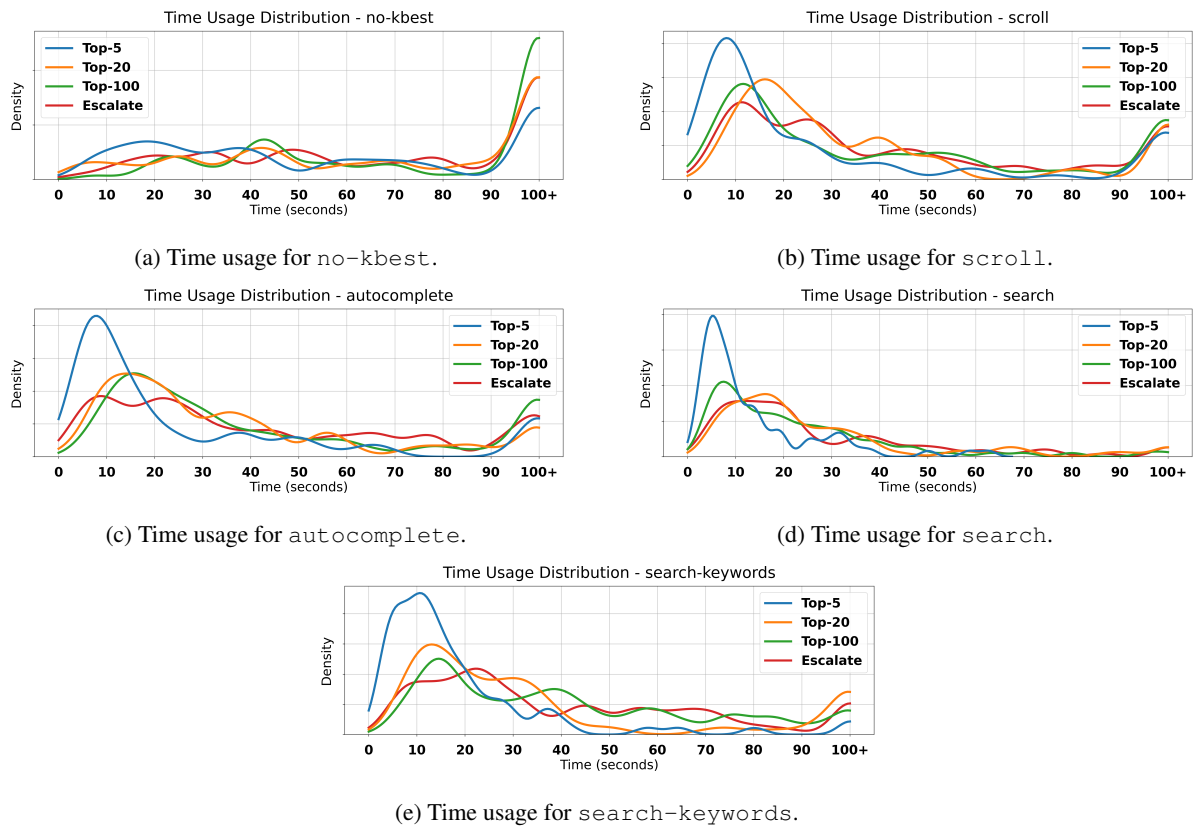 Time Usage Distribution - no-kbest
Density
Top-5
Top-20
Top-100
Escalate
0 10 20 30 40 50 60 70 80 90 100+
Time (seconds)
(a) Time usage for no-kbest.
Time Usage Distribution - scroll
Density
Top-5
Top-20
Top-100
Escalate
0 10 20 30 40 50 60 70 80 90 100+
Time (seconds)
(b) Time usage for scroll.
Time Usage Distribution - autocomplete
Density
Top-5
Top-20
Top-100
Escalate
0 10 20 30 40 50 60 70 80 90 100+
Time (seconds)
(c) Time usage for autocomplete.
Time Usage Distribution - search
Density
Top-5
Top-20
Top-100
Escalate
0 10 20 30 40 50 60 70 80 90 100+
Time (seconds)
(d) Time usage for search.
Time Usage Distribution - search-keywords
Density
Top-5
Top-20
Top-100
Escalate
0 10 20 30 40 50 60 70 80 90 100+
Time (seconds)
(e) Time usage for search-keywords.